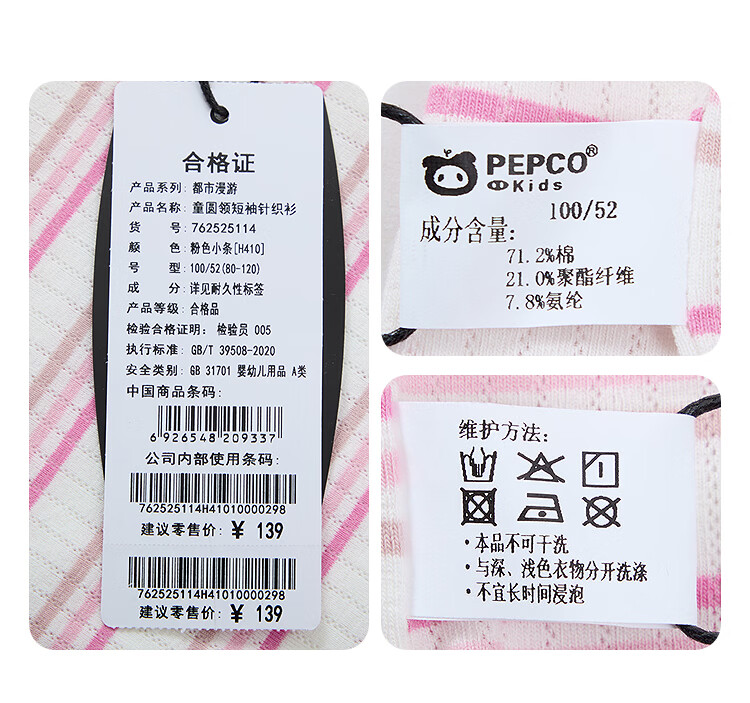 合格证
产品系列: 都市漫游
产品名称: 童圆领短袖针织衫
货 号: 762525114
颜 色: 粉色小条[H410]
号 型: 100/52(80-120)
成 分: 详见耐久性标签
产品等级: 合格品
检验合格证明: 检验员 005
执行标准: GB/T 39508-2020
安全类别: GB 31701 婴幼儿用品 A类
中国商品条码:
6 926548 209337
公司内部使用条码:
762525114H41010000298
建议零售价: ¥ 139
762525114H41010000298
建议零售价: ¥ 139
PEPCO®
Kids
100/52
成分含量:
71.2%棉
21.0%聚酯纤维
7.8%氨纶
维护方法:
·本品不可干洗
·与深、浅色衣物分开洗涤
·不宜长时间浸泡